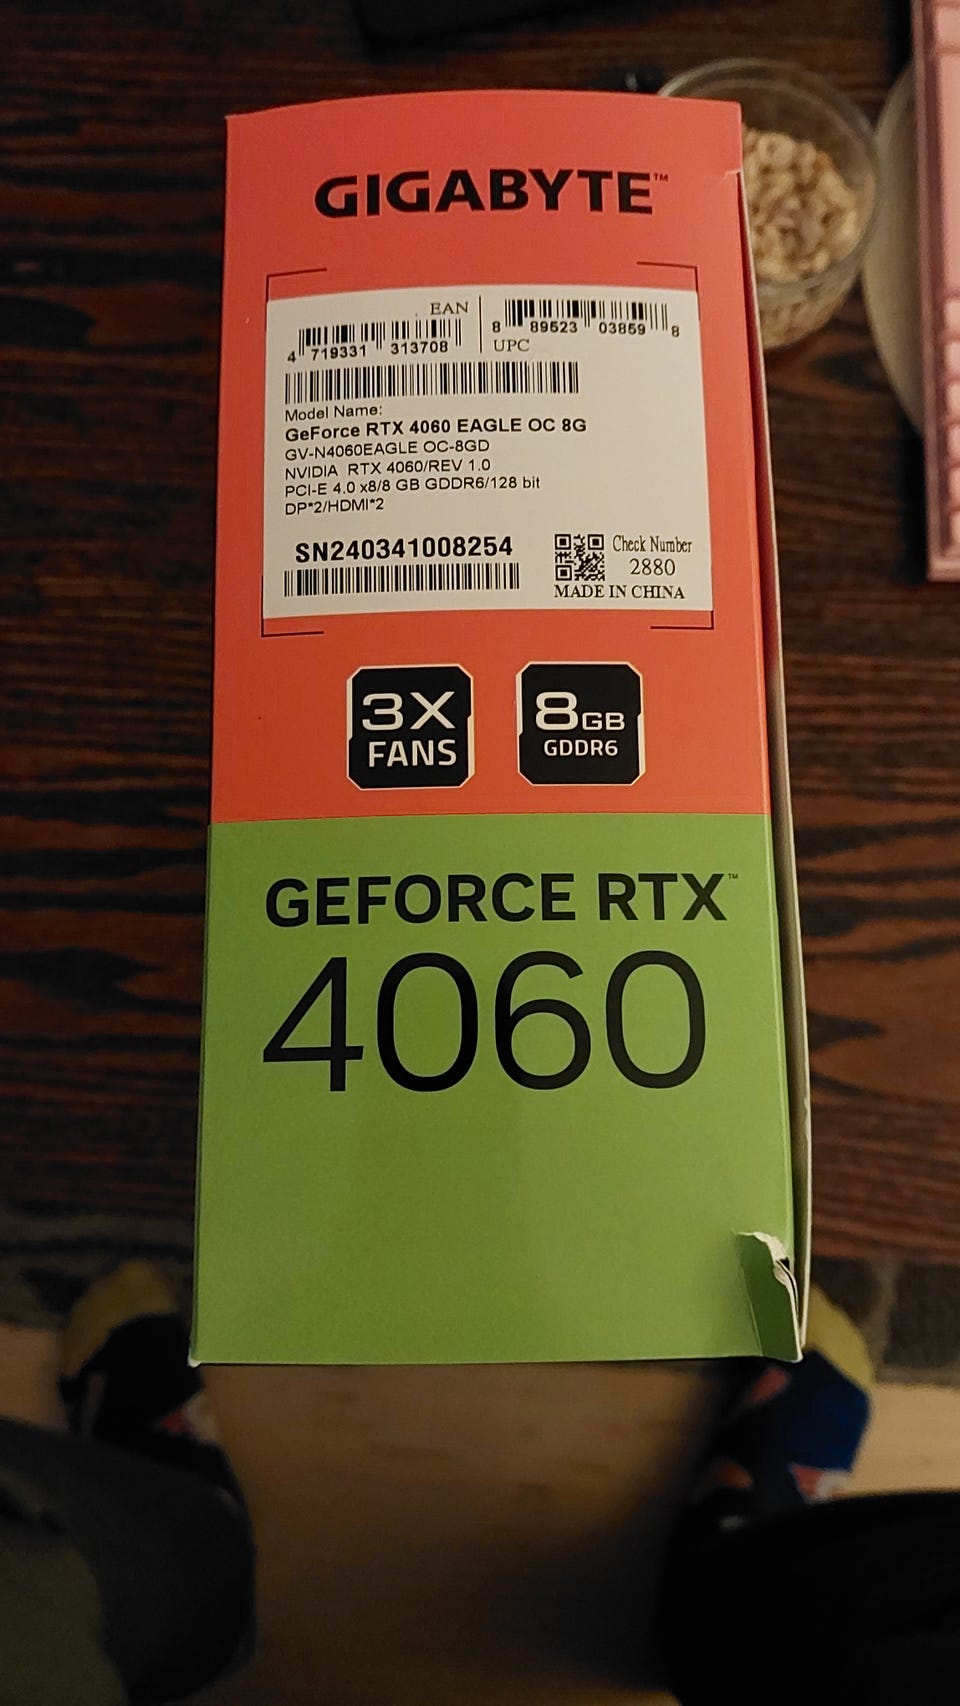 GIGABYTE™
EAN
4 719331 313708
8 89523 03859 8
UPC
Model Name:
GeForce RTX 4060 EAGLE OC 8G
GV-N4060EAGLE OC-8GD
NVIDIA RTX 4060/REV 1.0
PCI-E 4.0 x8/8 GB GDDR6/128 bit
DP*2/HDMI*2
SN240341008254
Check Number
2880
MADE IN CHINA
3X
FANS
8GB
GDDR6
GEFORCE RTX™
4060